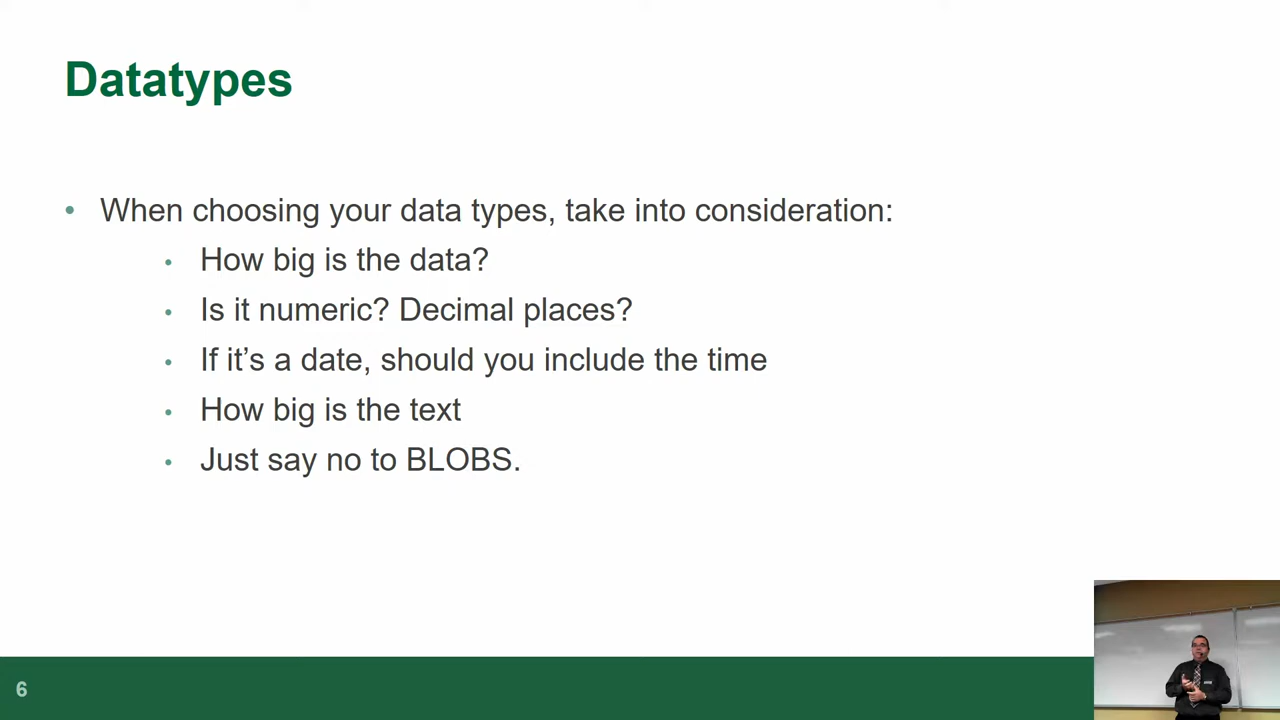 Datatypes
• When choosing your data types, take into consideration:
• How big is the data?
• Is it numeric? Decimal places?
• If it’s a date, should you include the time
• How big is the text
• Just say no to BLOBS.
6